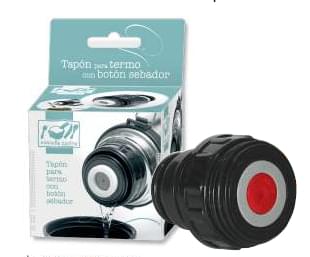 Tapón para termo
con botón sebador
Tapón
para
termo
con
botón
sebador